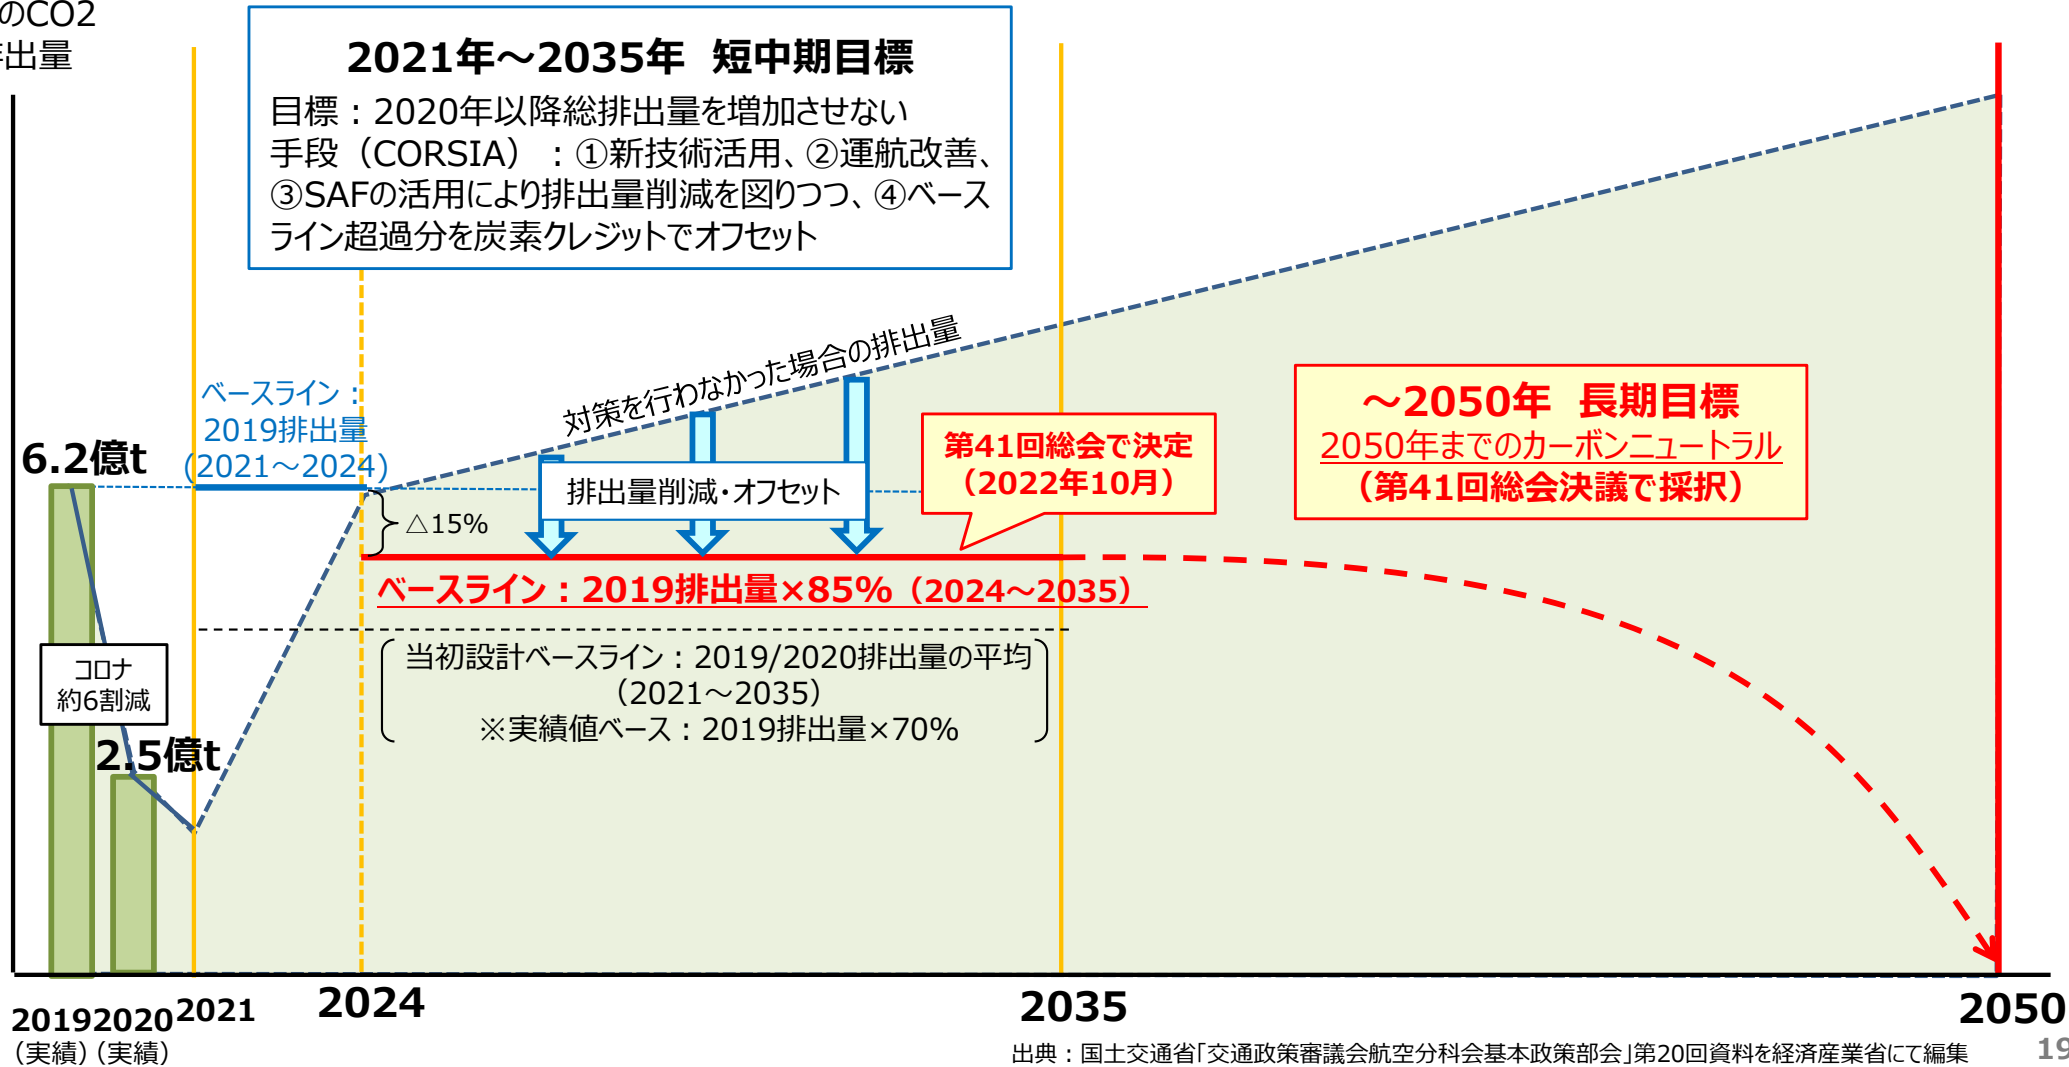 のCO2
出量
2021年～2035年 短中期目標
目標：2020年以降総排出量を増加させない
手段（CORSIA）：①新技術活用、②運航改善、
③SAFの活用により排出量削減を図りつつ、④ベース
ライン超過分を炭素クレジットでオフセット
対策を行わなかった場合の排出量
ベースライン：
2019排出量
（2021～2024）
6.2億t
△15%
排出量削減・オフセット
第41回総会で決定
（2022年10月）
～2050年 長期目標
2050年までのカーボンニュートラル
（第41回総会決議で採択）
ベースライン：2019排出量×85%（2024～2035）
当初設計ベースライン：2019/2020排出量の平均
（2021～2035）
※実績値ベース：2019排出量×70%
コロナ
約6割減
2.5億t
2019
（実績）
2020
（実績）
2021
2024
2035
2050
出典：国土交通省「交通政策審議会航空分科会基本政策部会」第20回資料を経済産業省にて編集
19